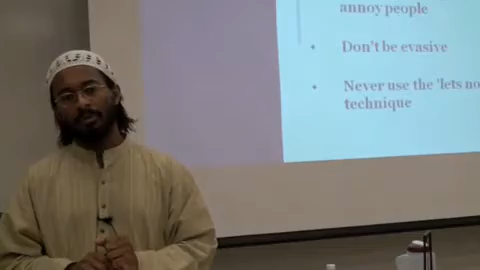 annoy people
• Don't be evasive
• Never use the 'lets no
technique